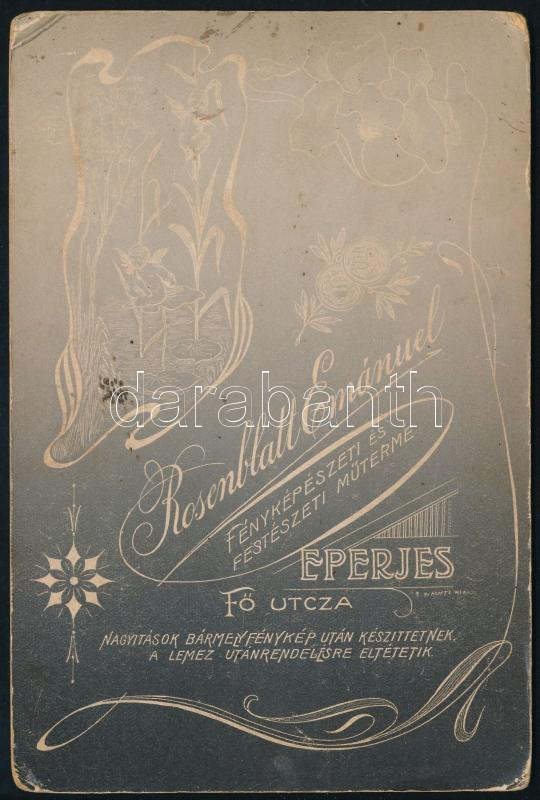 Rosenblatt Emánuel
FÉNYKÉPÉSZETI ÉS
FESTÉSZETI MŰTERME
EPERJES
FŐ UTCZA
NAGYITÁSOK BÁRMELY FÉNYKÉP UTÁN KÉSZITTETNEK.
A LEMEZ UTÁNRENDELÉSRE ELTÉTETIK.
darabanth